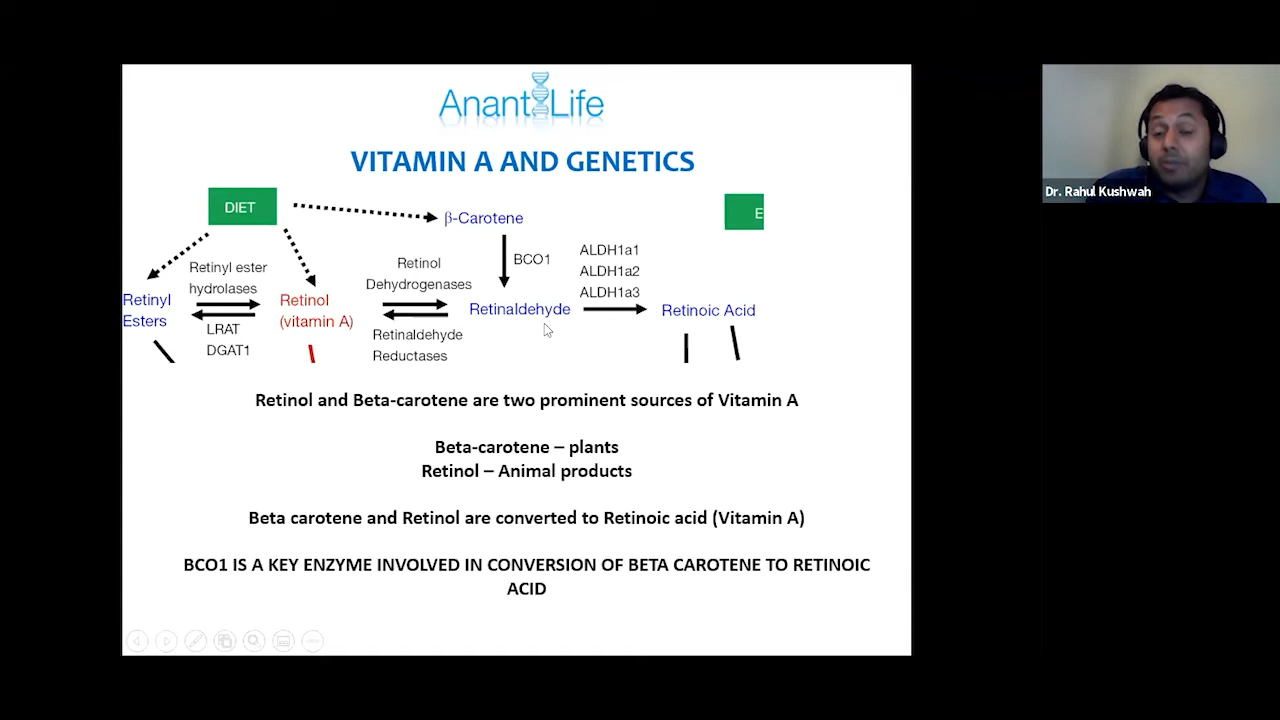 Anant Life
VITAMIN A AND GENETICS
DIET
β-Carotene
E
BCO1
ALDH1a1
ALDH1a2
ALDH1a3
Retinyl ester
hydrolases
Retinol
Dehydrogenases
Retinyl
Esters
Retinol
(vitamin A)
Retinaldehyde
Retinoic Acid
LRAT
DGAT1
Retinaldehyde
Reductases
Retinol and Beta-carotene are two prominent sources of Vitamin A
Beta-carotene – plants
Retinol – Animal products
Beta carotene and Retinol are converted to Retinoic acid (Vitamin A)
BCO1 IS A KEY ENZYME INVOLVED IN CONVERSION OF BETA CAROTENE TO RETINOIC
ACID
Dr. Rahul Kushwah